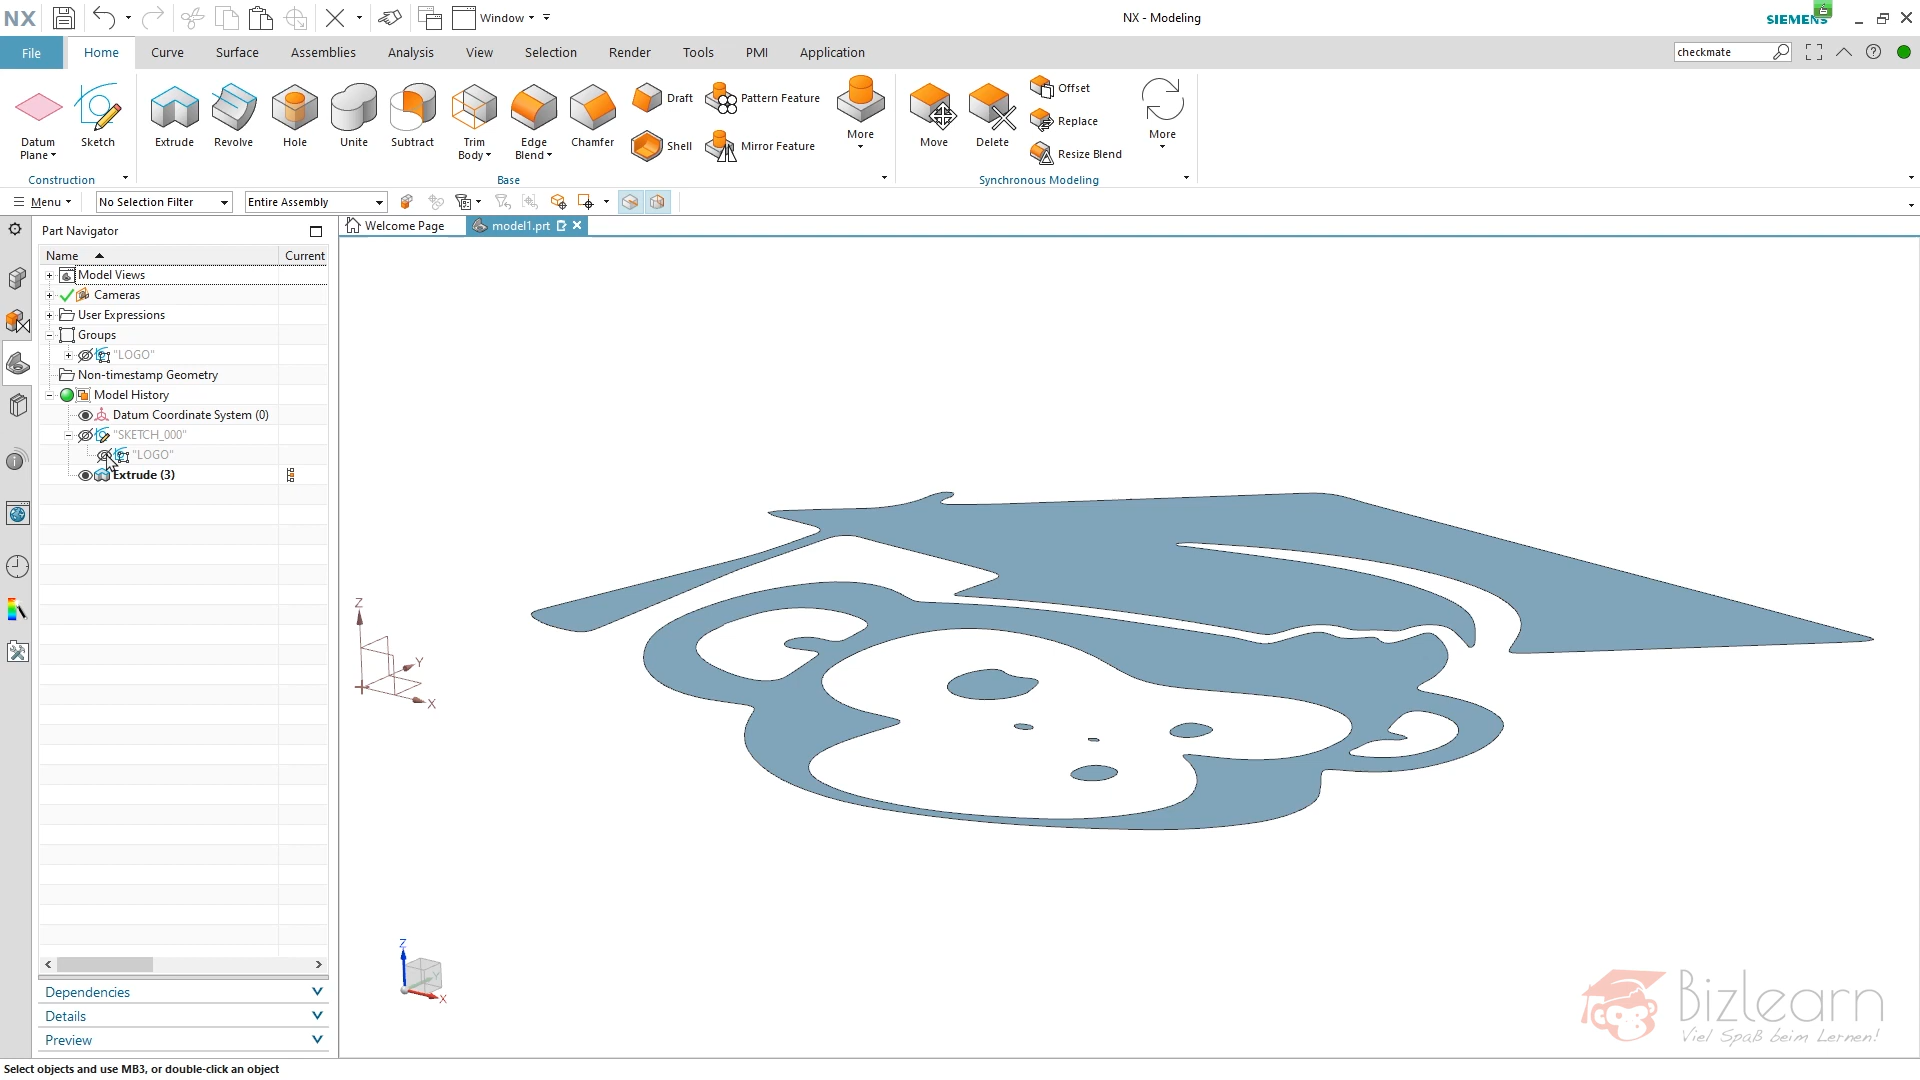 NX
Window
NX - Modeling
SIEMENS
File
Home
Curve
Surface
Assemblies
Analysis
View
Selection
Render
Tools
PMI
Application
checkmate
Datum
Plane
Sketch
Extrude
Revolve
Hole
Unite
Subtract
Trim
Body
Edge
Blend
Chamfer
Draft
Shell
Pattern Feature
Mirror Feature
More
Move
Delete
Offset
Replace
Resize Blend
More
Construction
Base
Synchronous Modeling
Menu
No Selection Filter
Entire Assembly
Part Navigator
Welcome Page
model1.prt
Name
Current
Model Views
Cameras
User Expressions
Groups
"LOGO"
Non-timestamp Geometry
Model History
Datum Coordinate System (0)
"SKETCH_000"
"LOGO"
Extrude (3)
Z
Y
X
Z
Y
X
Dependencies
Details
Preview
Bizlearn
Viel Spaß beim Lernen!
Select objects and use MB3, or double-click an object